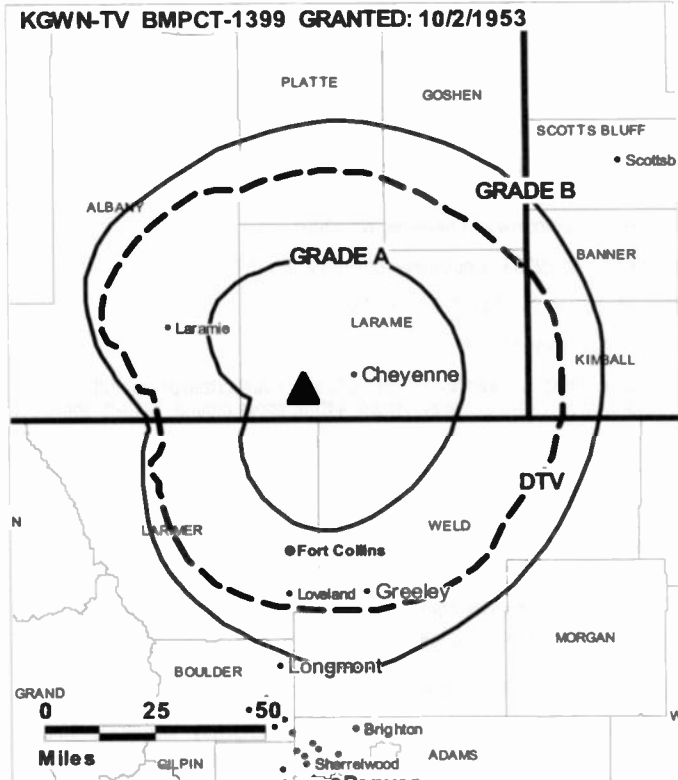 KGWN-TV BMPCT-1399 GRANTED: 10/2/1953
PLATTE
GOSHEN
SCOTTS BLUFF
Scottsb
GRADE B
ALBANY
BANNER
GRADE A
Laramie
LARAME
KIMBALL
Cheyenne
DTV
N
LARIMER
WELD
Fort Collins
Loveland
Greeley
MORGAN
BOULDER
Longmont
GRAND
0 25 50
W
Brighton
Miles
GILPIN
Sherrelwood
ADAMS